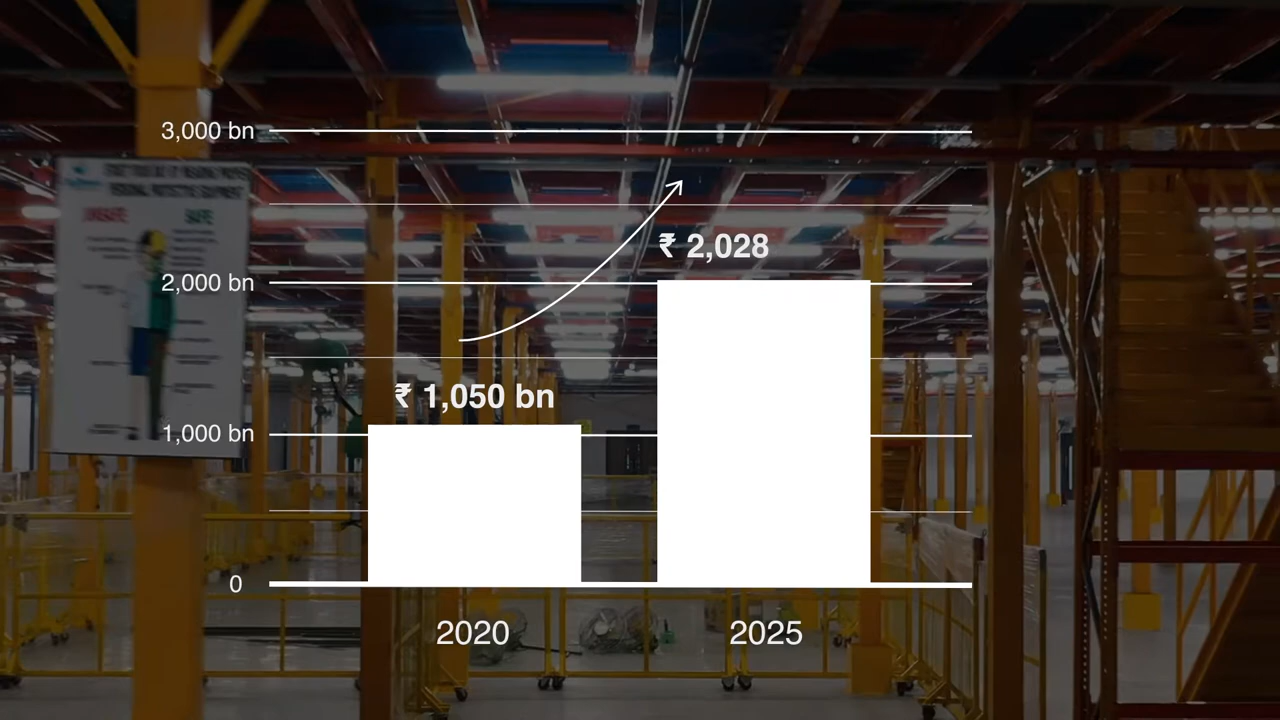 3,000 bn
₹ 2,028
2,000 bn
₹ 1,050 bn
1,000 bn
0
2020
2025
UNSAFE
SAFE